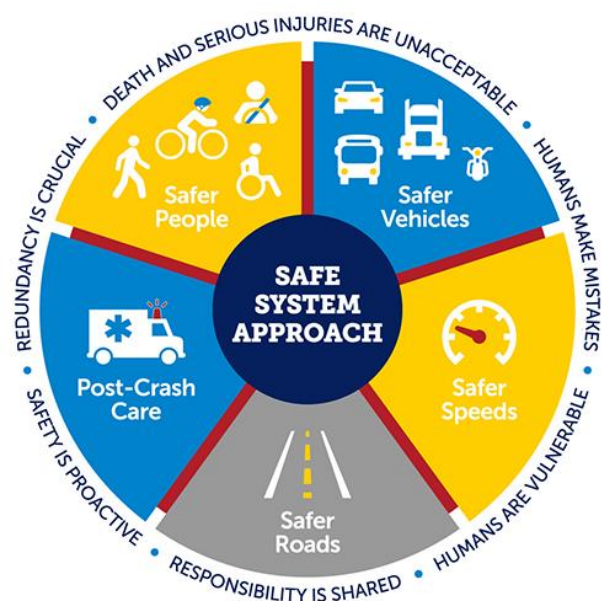 DEATH AND SERIOUS INJURIES ARE UNACCEPTABLE
HUMANS MAKE MISTAKES
HUMANS ARE VULNERABLE
RESPONSIBILITY IS SHARED
SAFETY IS PROACTIVE
REDUNDANCY IS CRUCIAL
Safer
People
Safer
Vehicles
SAFE
SYSTEM
APPROACH
Post-Crash
Care
Safer
Speeds
Safer
Roads